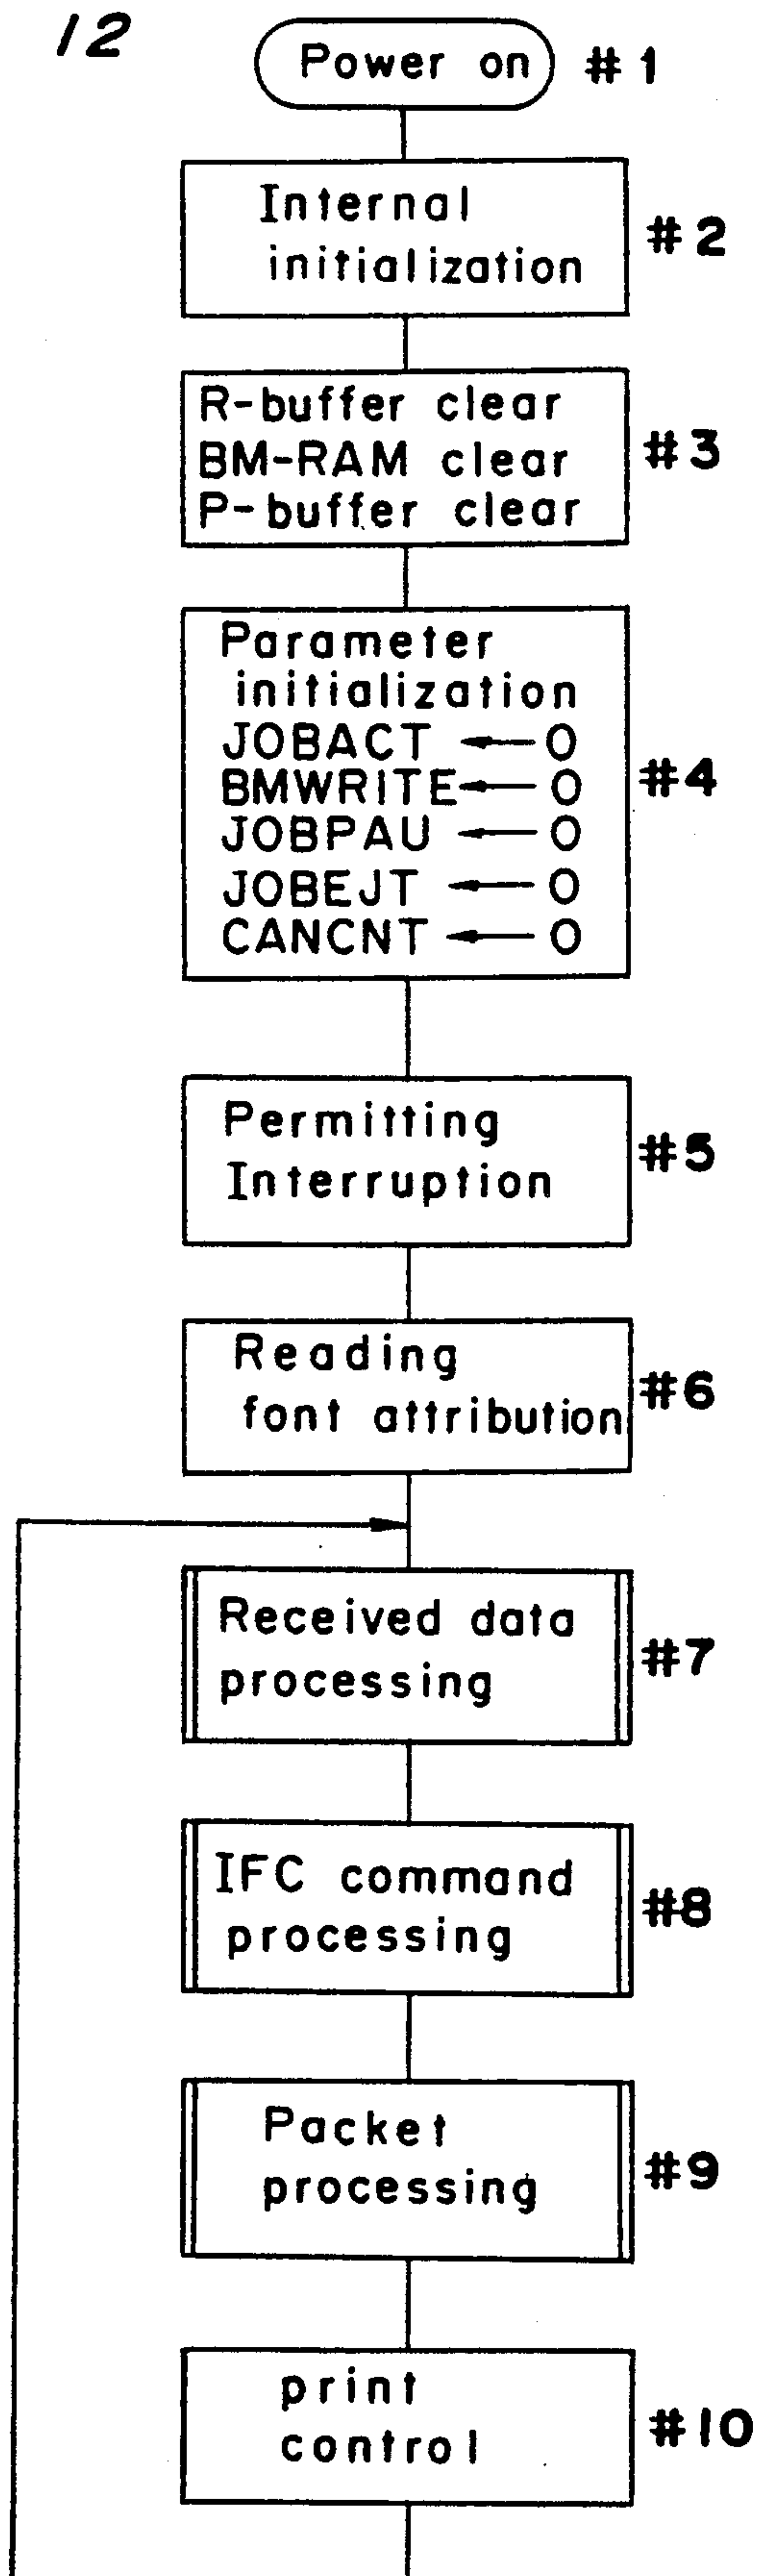 12
Power on #1
Internal
initialization
#2
R-buffer clear
BM-RAM clear
P-buffer clear
#3
Parameter
initialization
JOBACT ← 0
BMWRITE ← 0
JOBPAU ← 0
JOBEJT ← 0
CANCNT ← 0
#4
Permitting
Interruption
#5
Reading
font attribution
#6
Received data
processing
#7
IFC command
processing
#8
Packet
processing
#9
print
control
#10